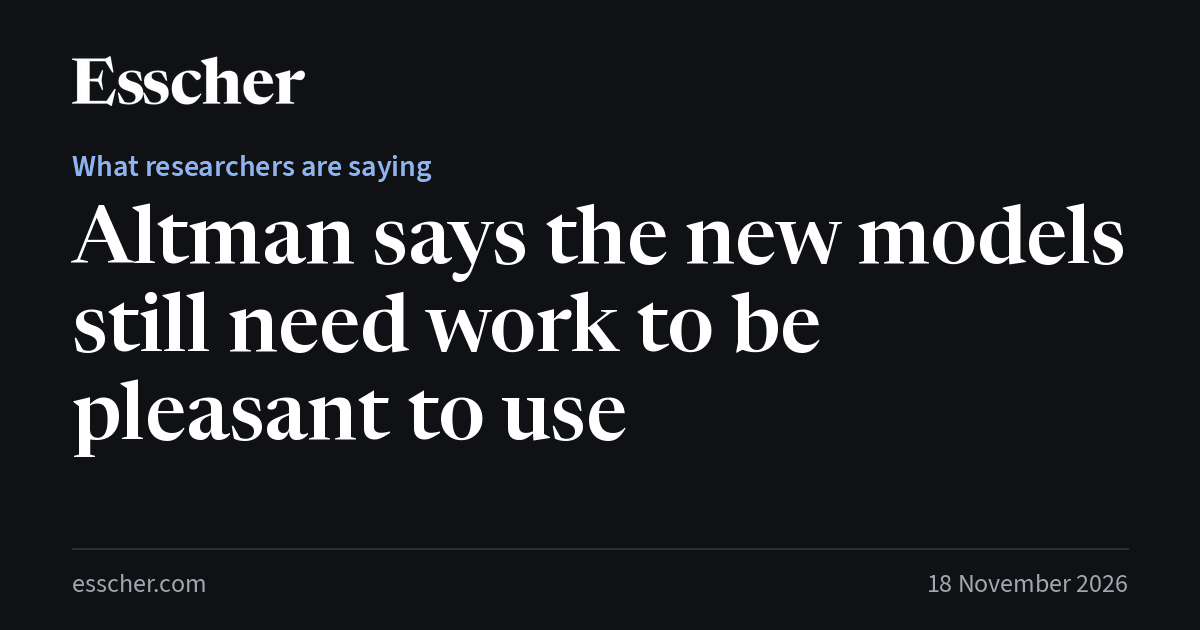 Esscher
What researchers are saying
Altman says the new models
still need work to be
pleasant to use
esscher.com
18 November 2026